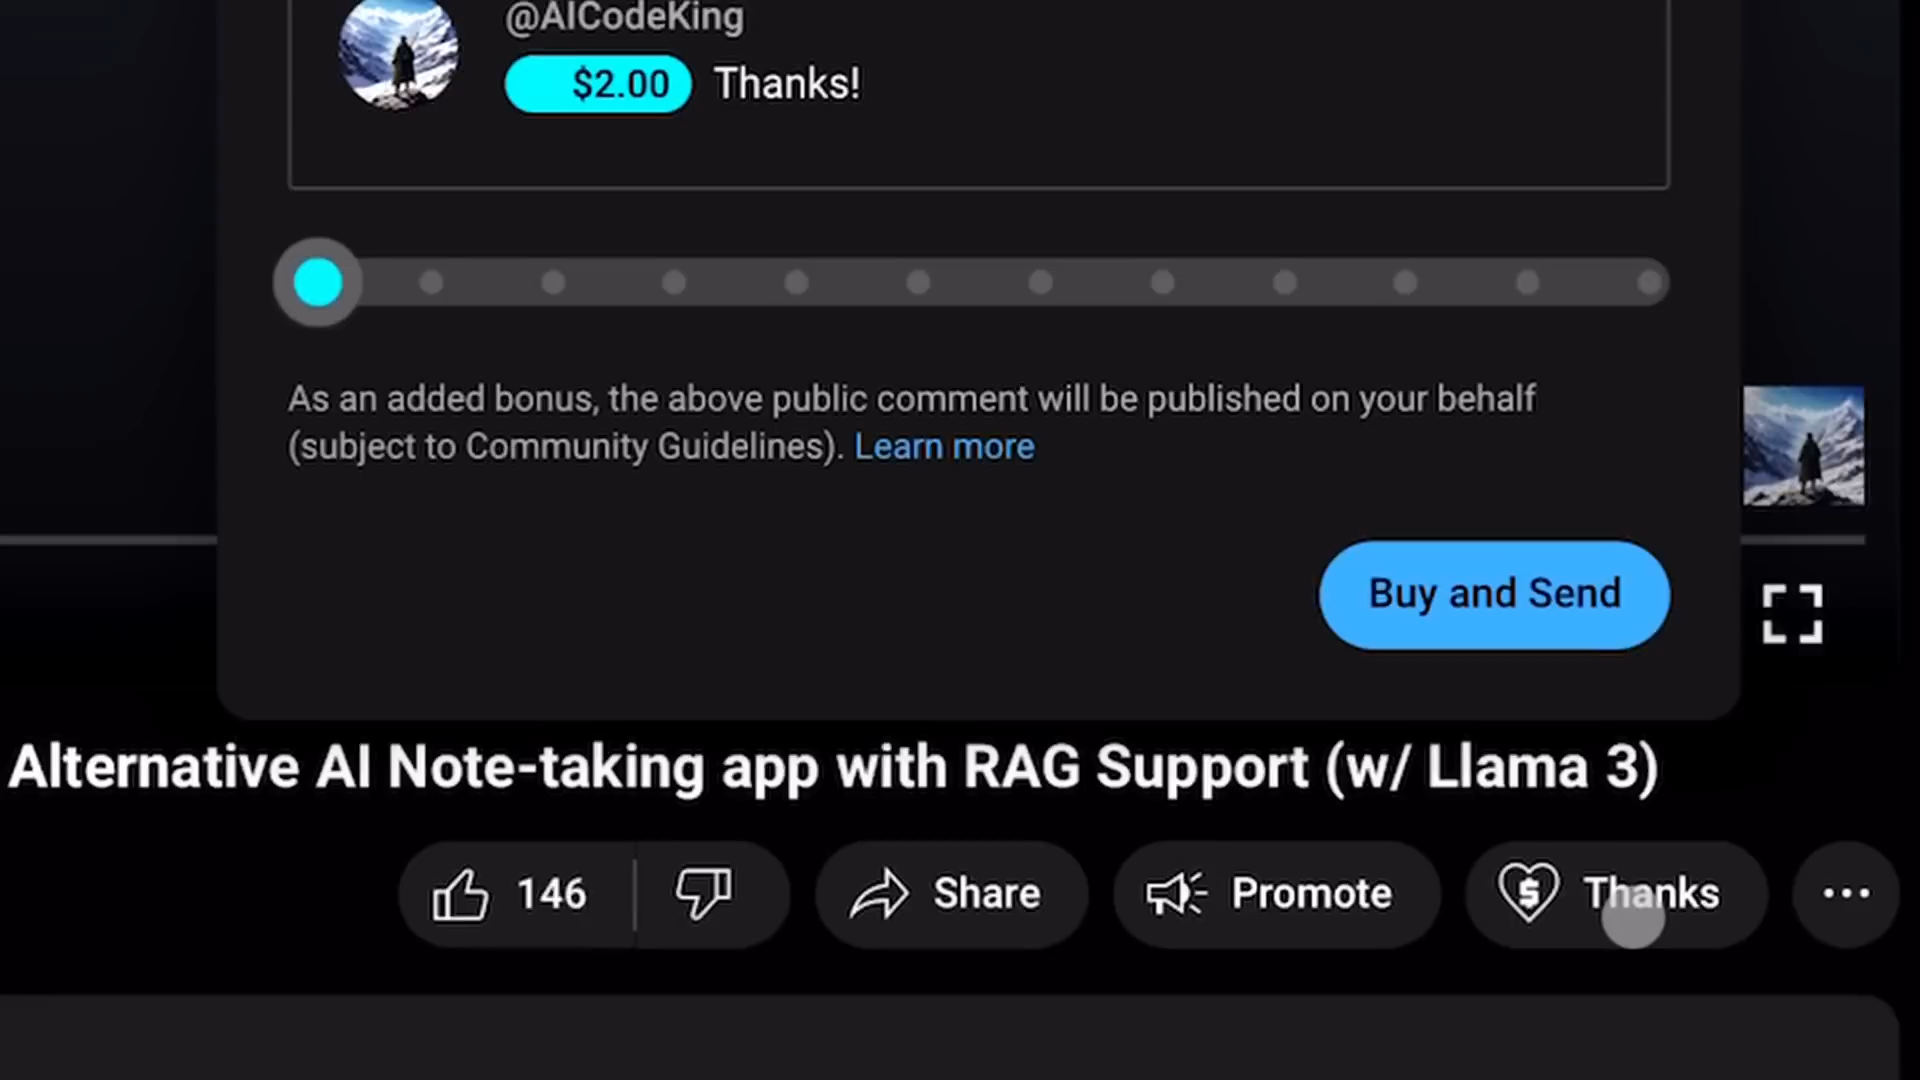 @AICodeKing
$2.00 Thanks!
As an added bonus, the above public comment will be published on your behalf
(subject to Community Guidelines). Learn more
Buy and Send
Alternative AI Note-taking app with RAG Support (w/ Llama 3)
146 Share Promote Thanks